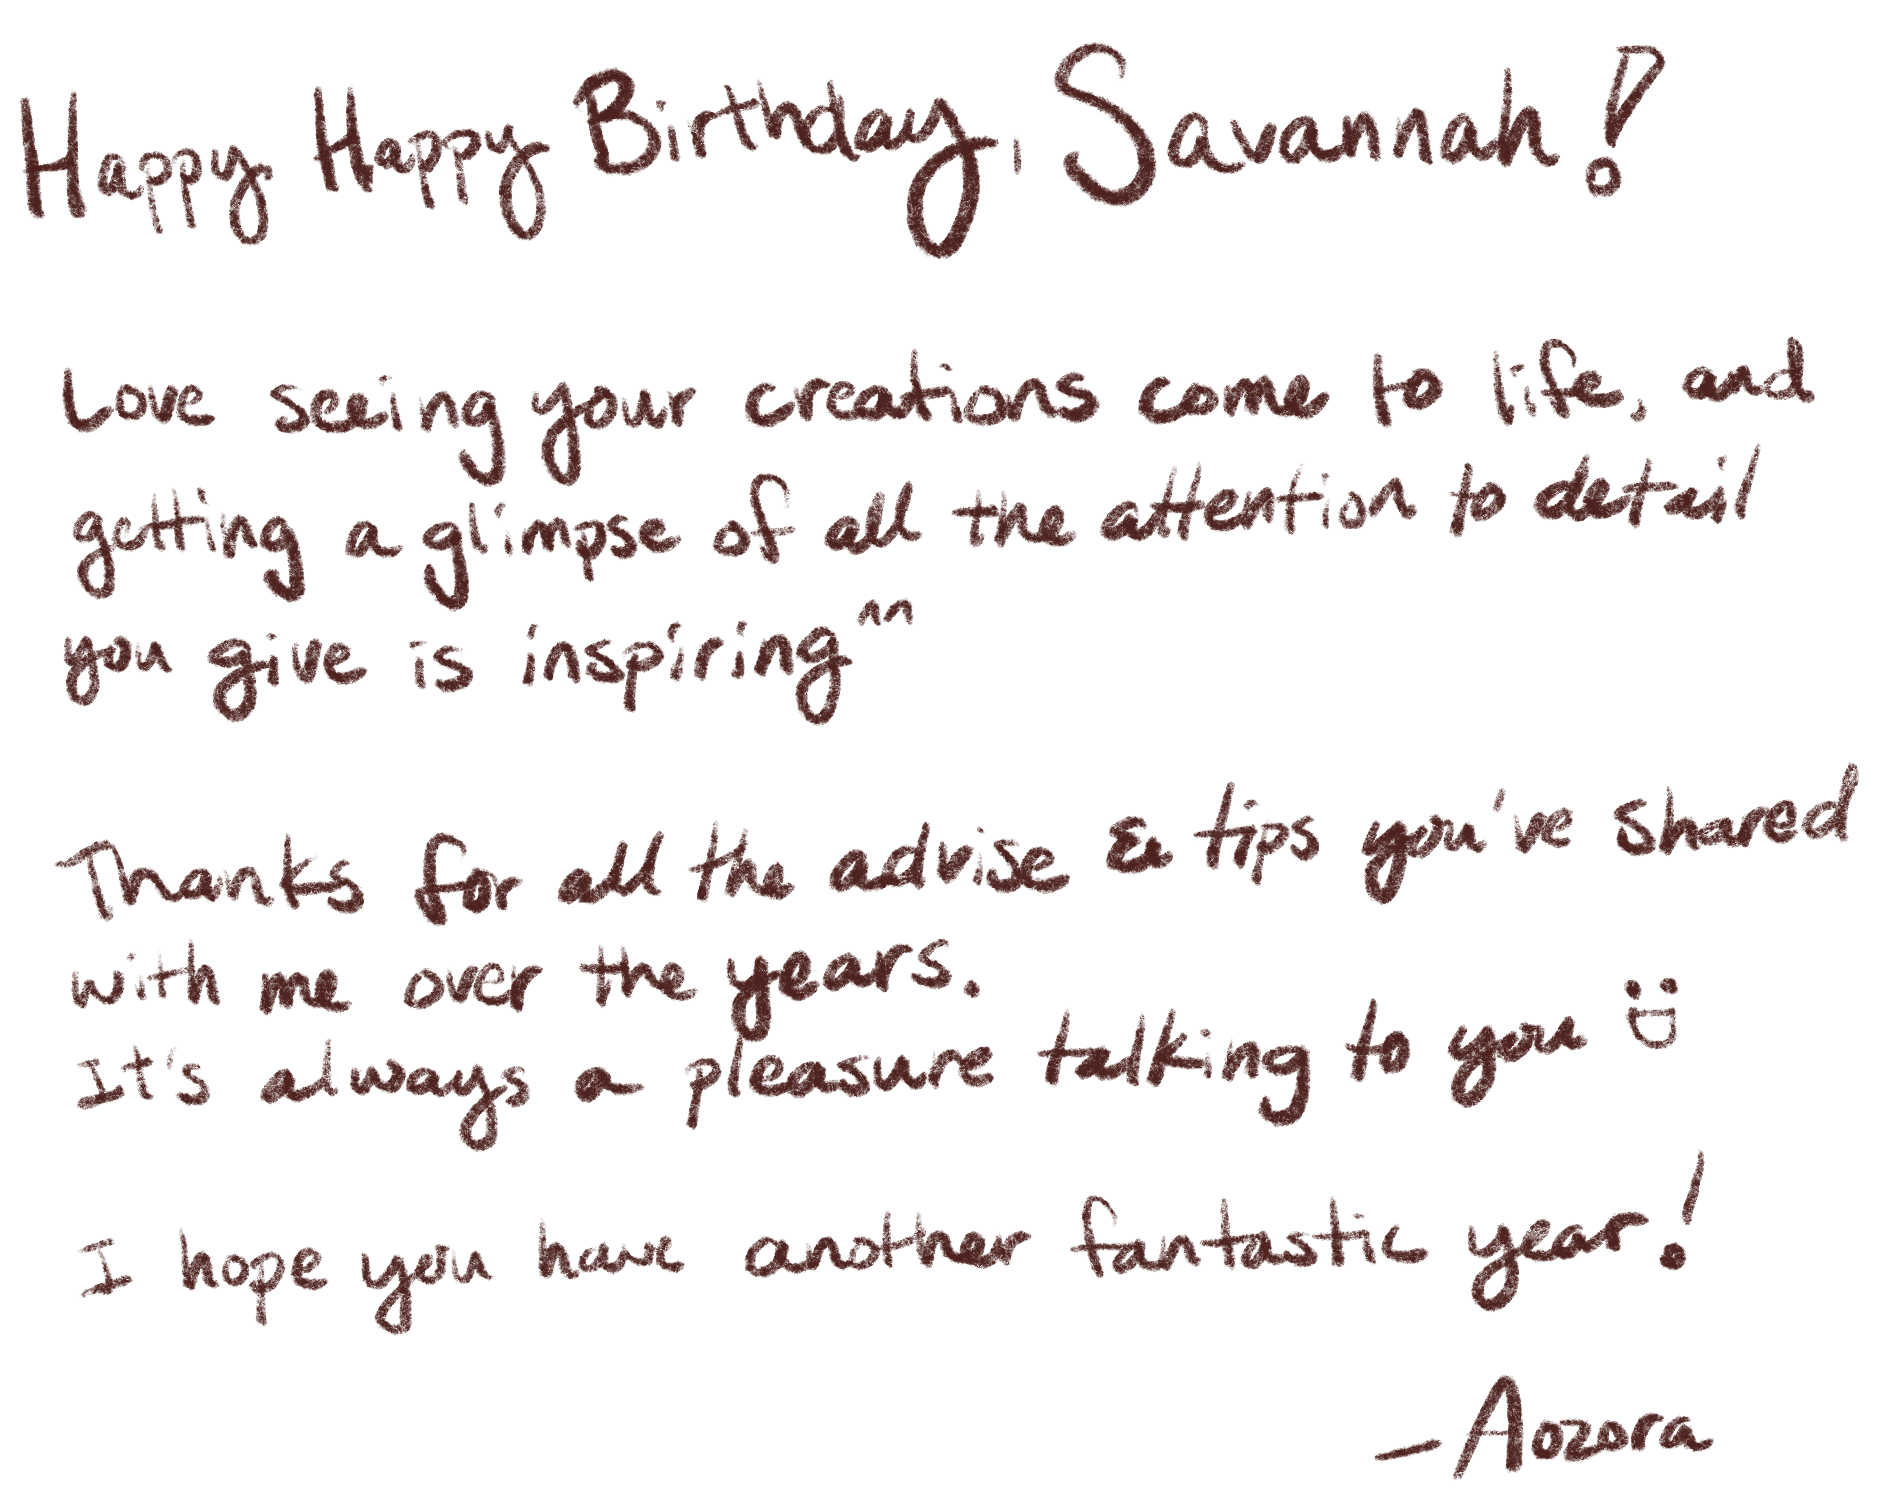 Happy Happy Birthday, Savannah!
Love seeing your creations come to life, and
getting a glimpse of all the attention to detail
you give is inspiring^^
Thanks for all the advise & tips you've shared
with me over the years.
It's always a pleasure talking to you :D
I hope you have another fantastic year!
—Aozora